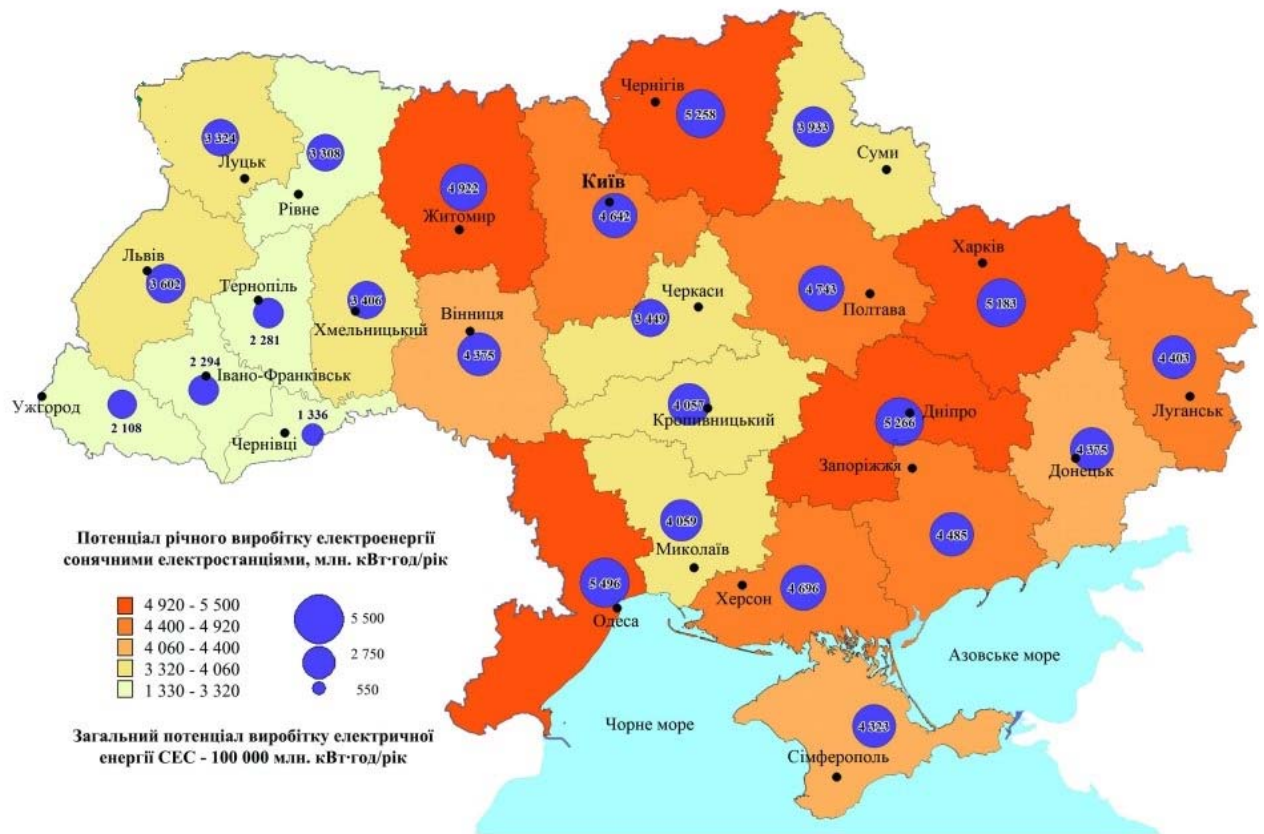 Чернігів
5 258
3 933
Суми
3 324
Луцьк
3 308
Рівне
4 922
Житомир
Київ
4 642
Харків
5 183
Львів
3 602
Тернопіль
2 281
3 406
Хмельницький
Вінниця
4 375
Черкаси
3 449
4 743
Полтава
4 403
Луганськ
2 294
Івано-Франківськ
Ужгород
2 108
1 336
Чернівці
4 057
Кропивницький
Дніпро
5 266
Запоріжжя
4 375
Донецьк
4 059
Миколаїв
4 485
5 496
Одеса
Херсон
4 696
Азовське море
Чорне море
4 323
Сімферополь
Потенціал річного виробітку електроенергії
сонячними електростанціями, млн. кВт·год/рік
4 920 - 5 500
4 400 - 4 920
4 060 - 4 400
3 320 - 4 060
1 330 - 3 320
5 500
2 750
550
Загальний потенціал виробітку електричної
енергії СЕС - 100 000 млн. кВт·год/рік